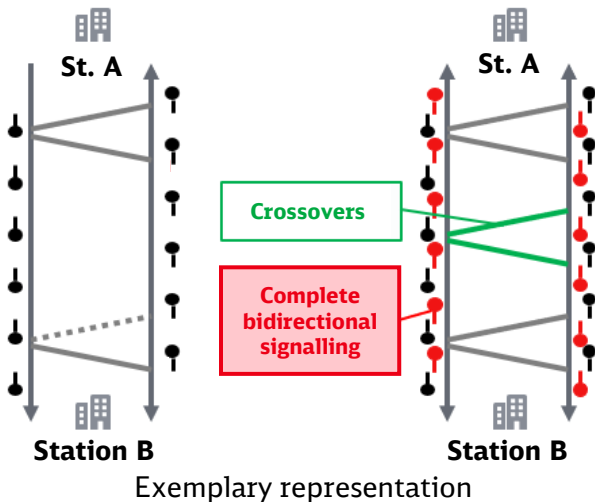 St. A
St. A
Crossovers
Complete
bidirectional
signalling
Station B
Station B
Exemplary representation